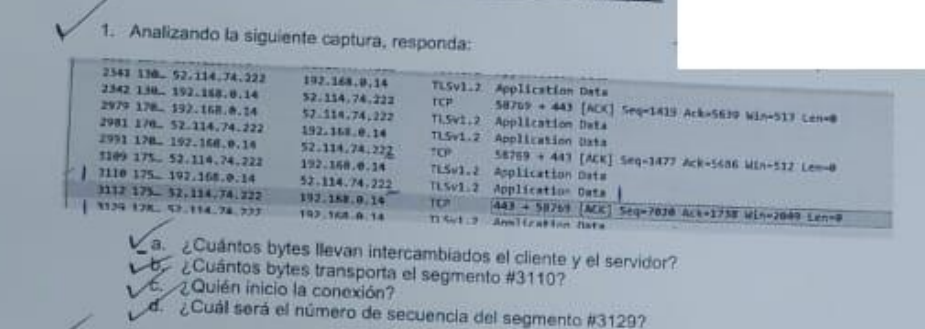 1. Analizando la siguiente captura, responda:
2343 130… 52.114.74.222 192.168.0.14 TLSv1.2 Application Data
2342 130… 192.168.0.14 52.114.74.222 TCP 58769 → 443 [ACK] Seq=1419 Ack=5639 Win=513 Len=0
2979 170… 192.168.0.14 52.114.74.222 TLSv1.2 Application Data
2981 170… 52.114.74.222 192.168.0.14 TLSv1.2 Application Data
2991 170… 192.168.0.14 52.114.74.222 TCP 58769 → 443 [ACK] Seq=1477 Ack=5686 Win=512 Len=0
3109 175… 52.114.74.222 192.168.0.14 TLSv1.2 Application Data
3110 175… 192.168.0.14 52.114.74.222 TLSv1.2 Application Data
3112 175… 52.114.74.222 192.168.0.14 TCP 443 → 58769 [ACK] Seq=7020 Ack=1738 Win=2049 Len=0
3129 178… 52.114.74.222 192.168.0.14 TLSv1.2 Application Data
a. ¿Cuántos bytes llevan intercambiados el cliente y el servidor?
b. ¿Cuántos bytes transporta el segmento #3110?
c. ¿Quién inicio la conexión?
d. ¿Cuál será el número de secuencia del segmento #3129?